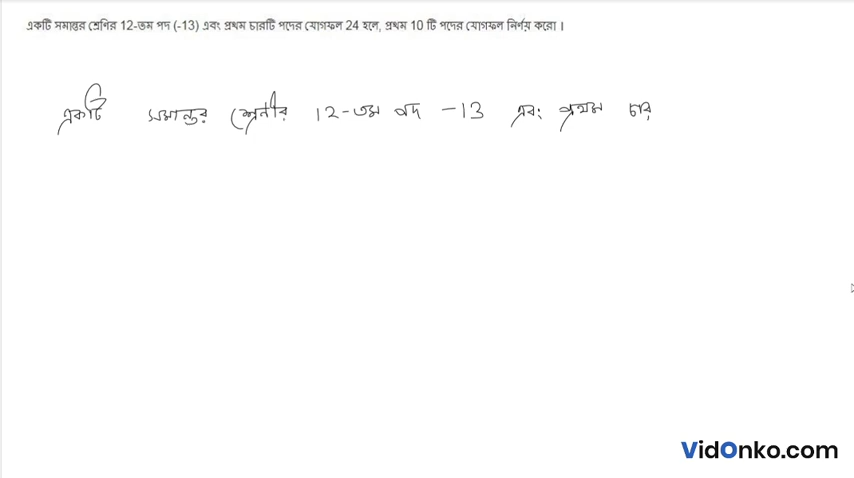 একটি সমান্তর শ্রেণির 12-তম পদ (-13) এবং প্রথম চারটি পদের যোগফল 24 হলে, প্রথম 10 টি পদের যোগফল নির্ণয় করো ।
একটি সমান্তর শ্রেনীর 12-তম পদ -13 এবং প্রথম চার
VidOnko.com